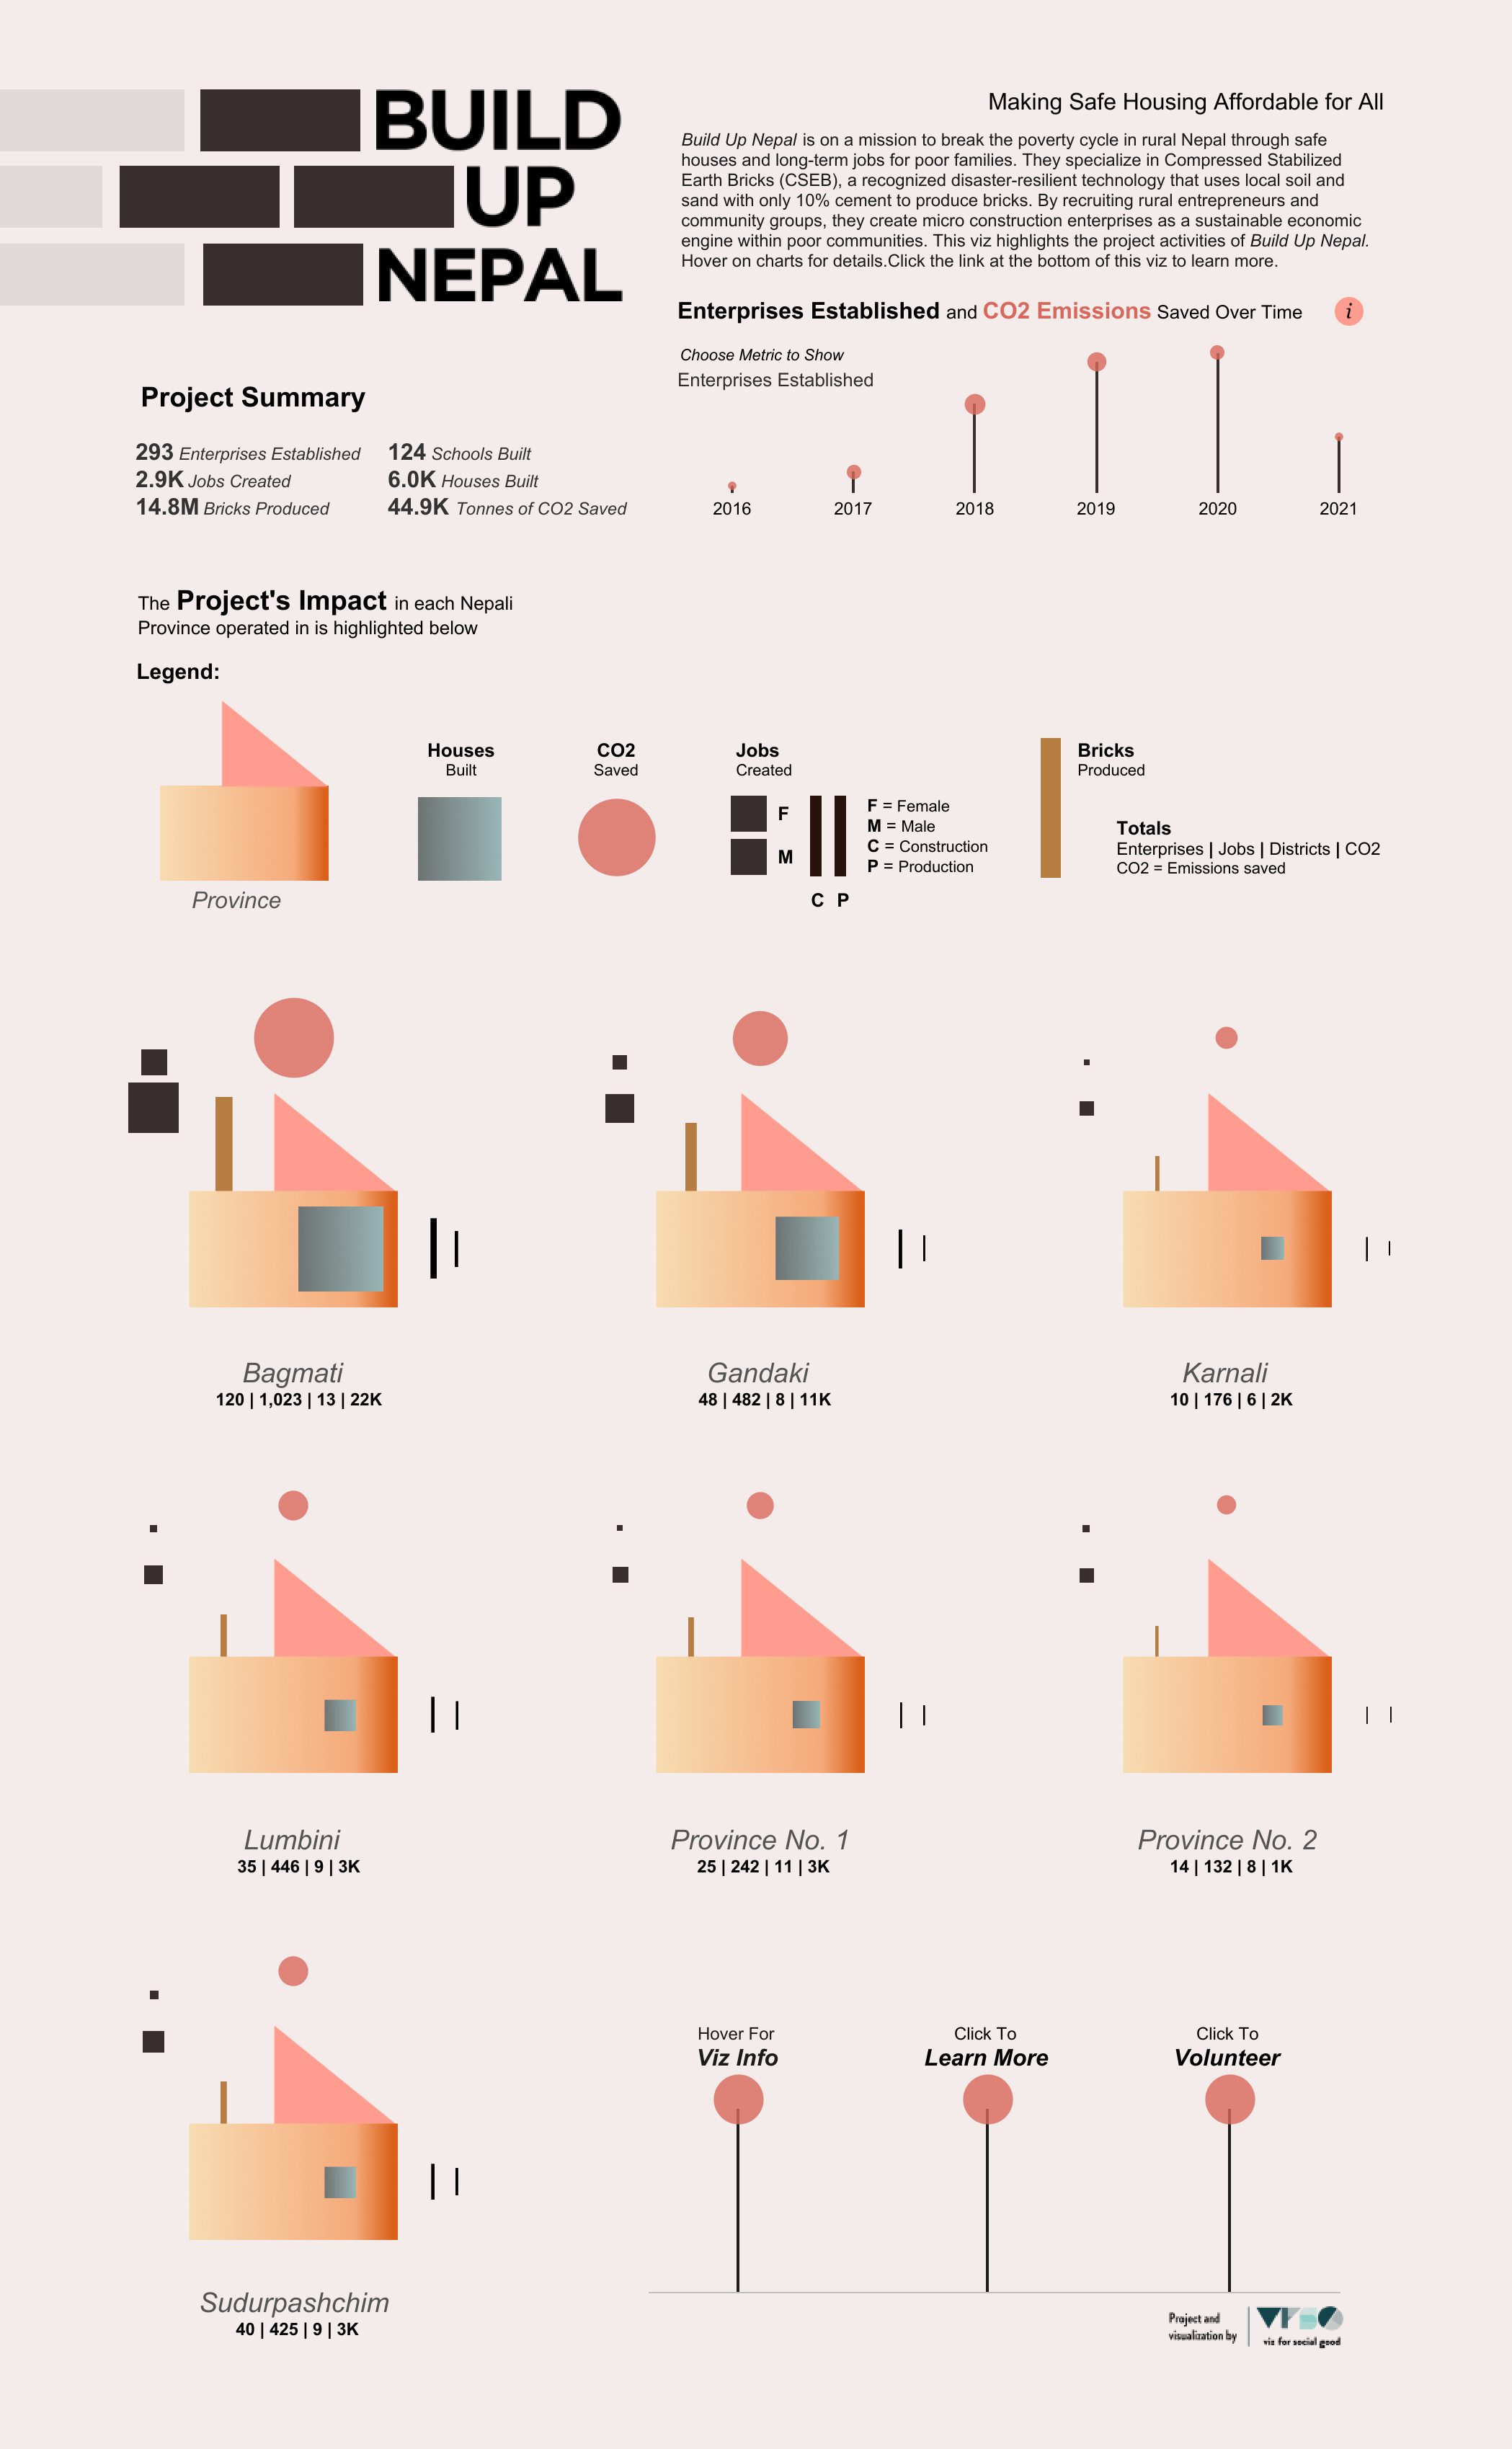 BUILD
UP
NEPAL
Making Safe Housing Affordable for All
Build Up Nepal is on a mission to break the poverty cycle in rural Nepal through safe
houses and long-term jobs for poor families. They specialize in Compressed Stabilized
Earth Bricks (CSEB), a recognized disaster-resilient technology that uses local soil and
sand with only 10% cement to produce bricks. By recruiting rural entrepreneurs and
community groups, they create micro construction enterprises as a sustainable economic
engine within poor communities. This viz highlights the project activities of Build Up Nepal.
Hover on charts for details.Click the link at the bottom of this viz to learn more.
Enterprises Established and CO2 Emissions Saved Over Time
i
Choose Metric to Show
Enterprises Established
2016 2017 2018 2019 2020 2021
Project Summary
293 Enterprises Established 124 Schools Built
2.9K Jobs Created 6.0K Houses Built
14.8M Bricks Produced 44.9K Tonnes of CO2 Saved
The Project's Impact in each Nepali
Province operated in is highlighted below
Legend:
Province
Houses
Built
CO2
Saved
Jobs
Created
F
M
C P
F = Female
M = Male
C = Construction
P = Production
Bricks
Produced
Totals
Enterprises | Jobs | Districts | CO2
CO2 = Emissions saved
Bagmati
120 | 1,023 | 13 | 22K
Gandaki
48 | 482 | 8 | 11K
Karnali
10 | 176 | 6 | 2K
Lumbini
35 | 446 | 9 | 3K
Province No. 1
25 | 242 | 11 | 3K
Province No. 2
14 | 132 | 8 | 1K
Sudurpashchim
40 | 425 | 9 | 3K
Hover For
Viz Info
Click To
Learn More
Click To
Volunteer
Project and
visualization by
VFSG
viz for social good